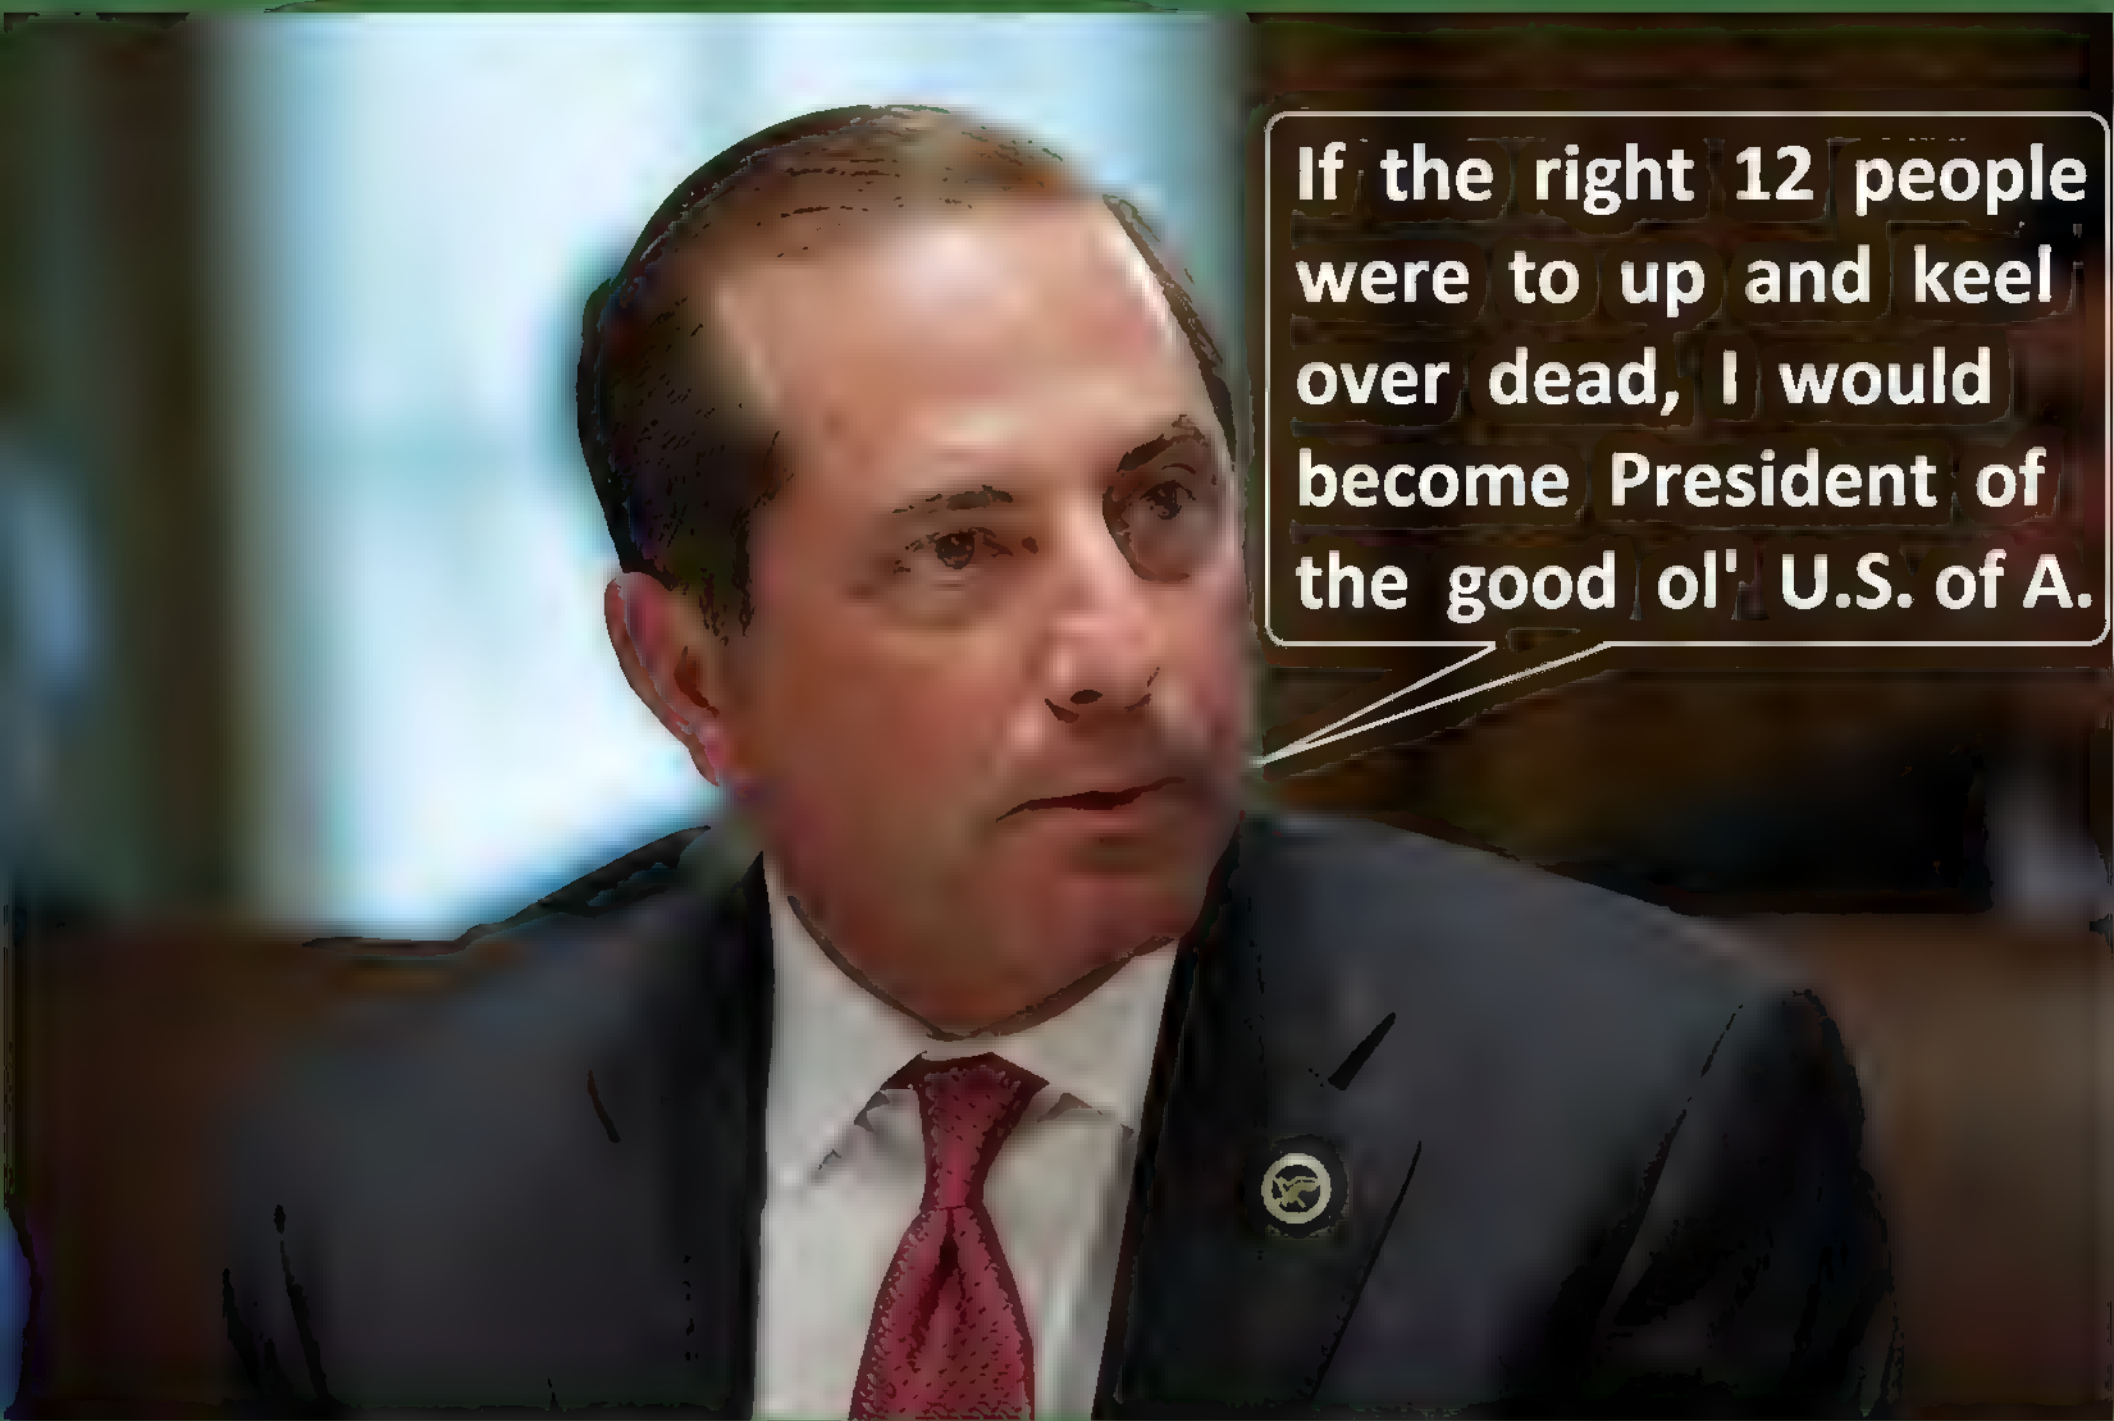 If the right 12 people
were to up and keel
over dead, I would
become President of
the good ol' U.S. of A.